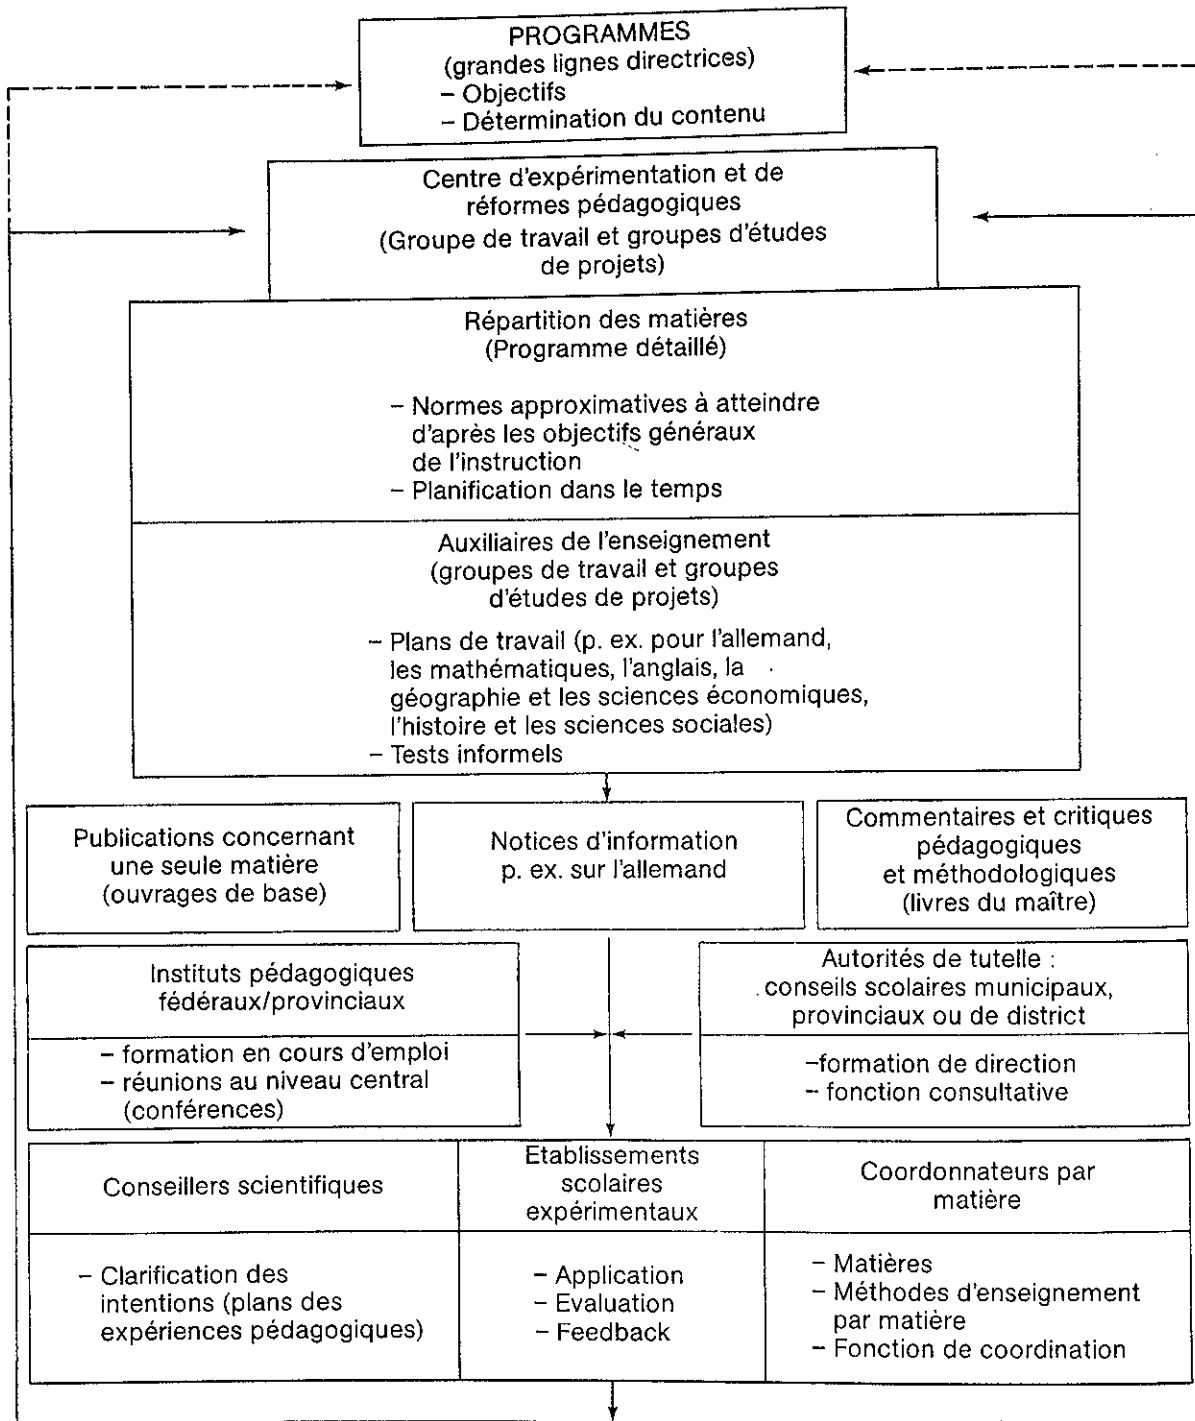 PROGRAMMES
(grandes lignes directrices)
– Objectifs
– Détermination du contenu
Centre d'expérimentation et de
réformes pédagogiques
(Groupe de travail et groupes d'études
de projets)
Répartition des matières
(Programme détaillé)
– Normes approximatives à atteindre
d'après les objectifs généraux
de l'instruction
– Planification dans le temps
Auxiliaires de l'enseignement
(groupes de travail et groupes
d'études de projets)
– Plans de travail (p. ex. pour l'allemand,
les mathématiques, l'anglais, la
géographie et les sciences économiques,
l'histoire et les sciences sociales)
– Tests informels
Publications concernant
une seule matière
(ouvrages de base)
Notices d'information
p. ex. sur l'allemand
Commentaires et critiques
pédagogiques
et méthodologiques
(livres du maître)
Instituts pédagogiques
fédéraux/provinciaux
– formation en cours d'emploi
– réunions au niveau central
(conférences)
Autorités de tutelle :
conseils scolaires municipaux,
provinciaux ou de district
–formation de direction
– fonction consultative
Conseillers scientifiques
– Clarification des
intentions (plans des
expériences pédagogiques)
Etablissements
scolaires
expérimentaux
– Application
– Evaluation
– Feedback
Coordonnateurs par
matière
– Matières
– Méthodes d'enseignement
par matière
– Fonction de coordination